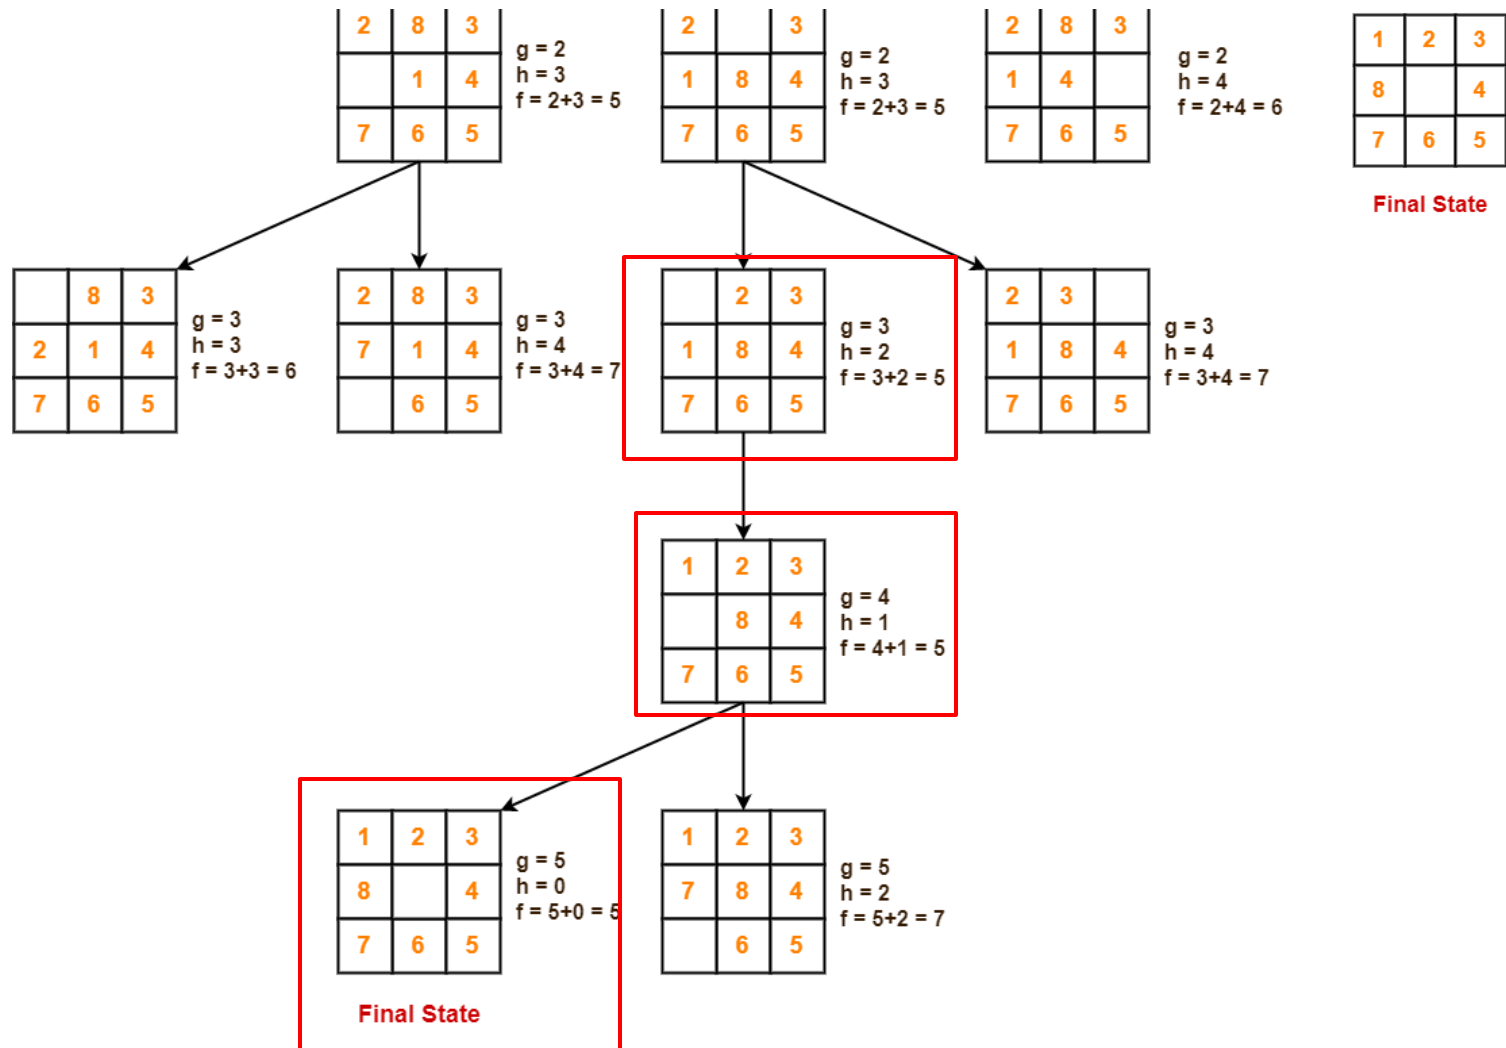 2 8 3
1 4
7 6 5
g = 2
h = 3
f = 2+3 = 5
2 3
1 8 4
7 6 5
g = 2
h = 3
f = 2+3 = 5
2 8 3
1 4
7 6 5
g = 2
h = 4
f = 2+4 = 6
1 2 3
8 4
7 6 5
Final State
8 3
2 1 4
7 6 5
g = 3
h = 3
f = 3+3 = 6
2 8 3
7 1 4
6 5
g = 3
h = 4
f = 3+4 = 7
2 3
1 8 4
7 6 5
g = 3
h = 2
f = 3+2 = 5
2 3
1 8 4
7 6 5
g = 3
h = 4
f = 3+4 = 7
1 2 3
8 4
7 6 5
g = 4
h = 1
f = 4+1 = 5
1 2 3
8 4
7 6 5
g = 5
h = 0
f = 5+0 = 5
Final State
1 2 3
7 8 4
6 5
g = 5
h = 2
f = 5+2 = 7